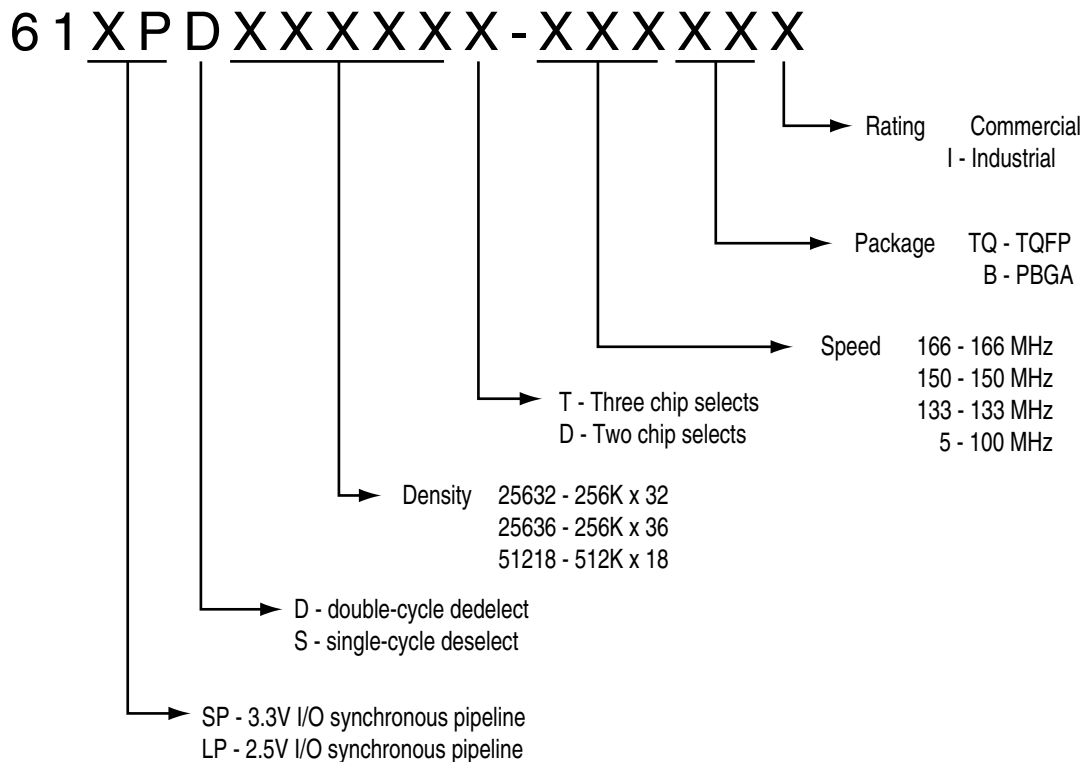 61XPDXXXXXX-XXXXXX
Rating Commercial
I - Industrial
Package TQ - TQFP
B - PBGA
Speed 166 - 166 MHz
150 - 150 MHz
133 - 133 MHz
5 - 100 MHz
T - Three chip selects
D - Two chip selects
Density 25632 - 256K x 32
25636 - 256K x 36
51218 - 512K x 18
D - double-cycle dedelect
S - single-cycle deselect
SP - 3.3V I/O synchronous pipeline
LP - 2.5V I/O synchronous pipeline